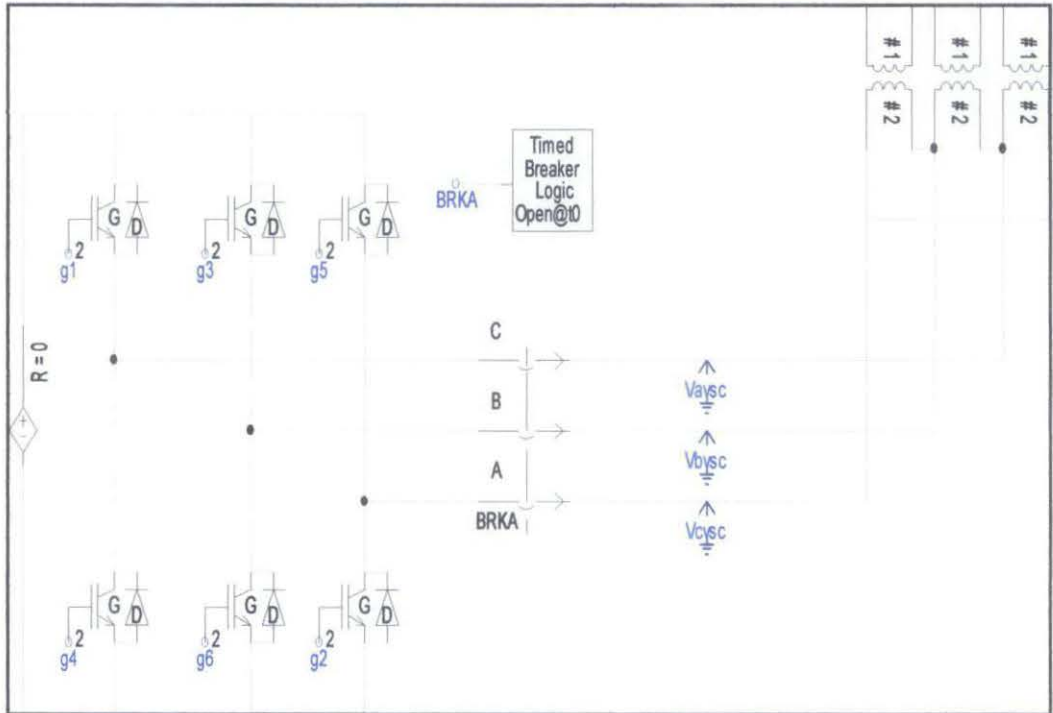 #1 #1 #1
#2 #2 #2
Timed
Breaker
Logic
Open@t0
BRKA
G D G D G D
2 2 2
g1 g3 g5
R = 0
C
B
A
BRKA
Vaysc
Vbysc
Vcysc
G D G D G D
2 2 2
g4 g6 g2
+
-